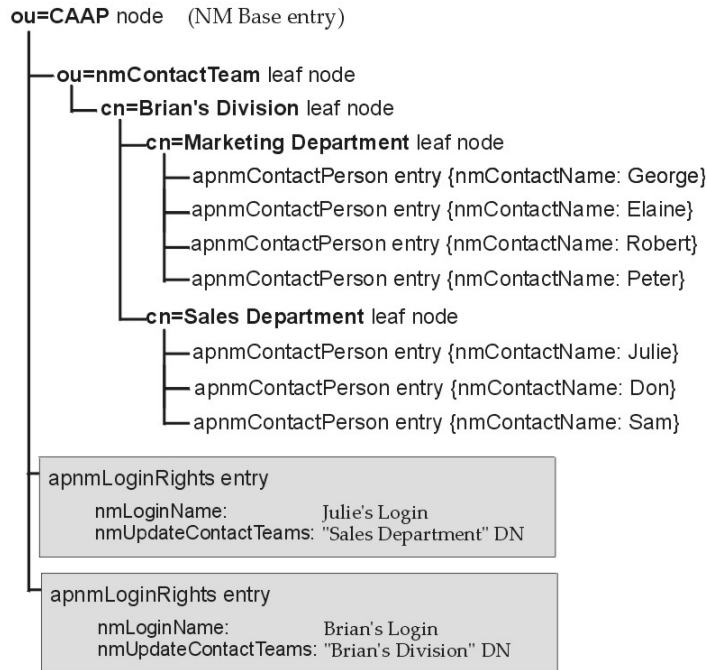 ou=CAAP node (NM Base entry)
ou=nmContactTeam leaf node
cn=Brian's Division leaf node
cn=Marketing Department leaf node
apnmContactPerson entry {nmContactName: George}
apnmContactPerson entry {nmContactName: Elaine}
apnmContactPerson entry {nmContactName: Robert}
apnmContactPerson entry {nmContactName: Peter}
cn=Sales Department leaf node
apnmContactPerson entry {nmContactName: Julie}
apnmContactPerson entry {nmContactName: Don}
apnmContactPerson entry {nmContactName: Sam}
apnmLoginRights entry
nmLoginName: Julie's Login
nmUpdateContactTeams: "Sales Department" DN
apnmLoginRights entry
nmLoginName: Brian's Login
nmUpdateContactTeams: "Brian's Division" DN